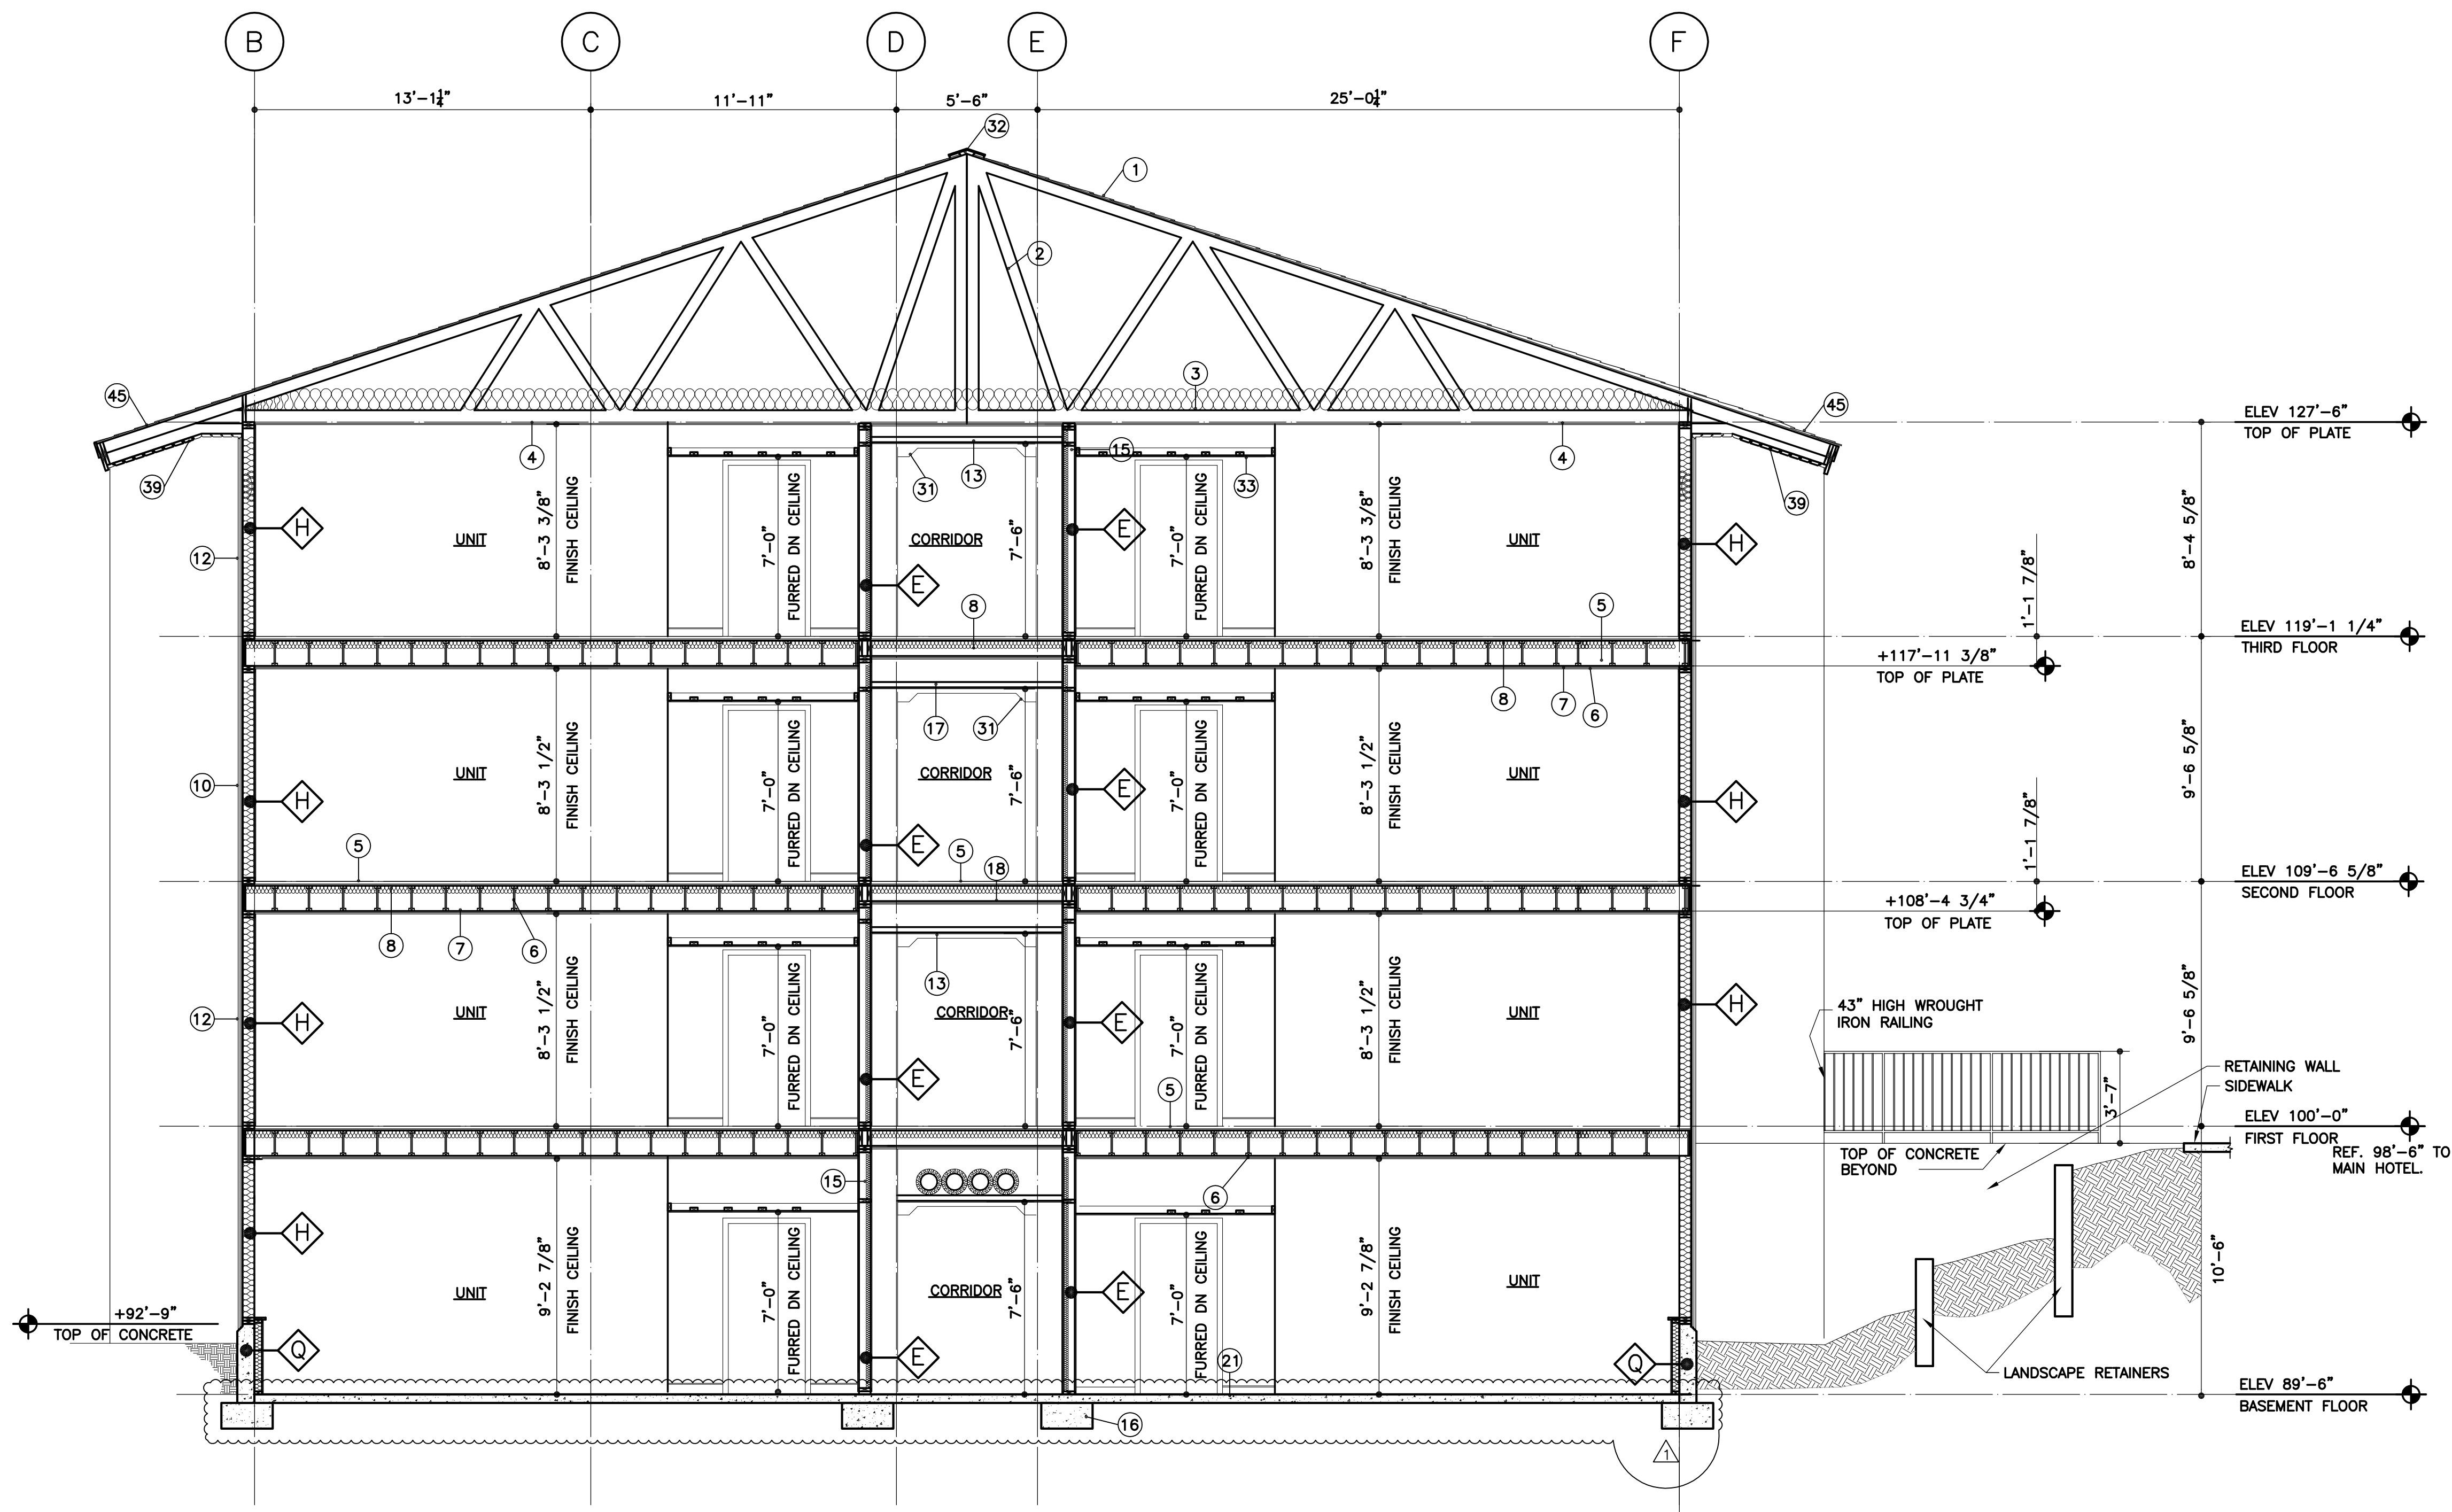 B C D E F
13'-1¼" 11'-11" 5'-6" 25'-0¼"
32
1
2
3
45 45
ELEV 127'-6"
TOP OF PLATE
4 31 13 15 33 4
39 39
H E H
12
UNIT
8'-3 3/8"
FINISH CEILING
7'-0"
FURRED DN CEILING
CORRIDOR
7'-6"
7'-0"
FURRED DN CEILING
8'-3 3/8"
FINISH CEILING
UNIT
8'-4 5/8"
1'-1 7/8"
E
8
5
ELEV 119'-1 1/4"
THIRD FLOOR
+117'-11 3/8"
TOP OF PLATE
8 7 6
17 31
10
H E H
UNIT
8'-3 1/2"
FINISH CEILING
7'-0"
FURRED DN CEILING
CORRIDOR
7'-6"
7'-0"
FURRED DN CEILING
8'-3 1/2"
FINISH CEILING
UNIT
9'-6 5/8"
1'-1 7/8"
E
5 5 18
ELEV 109'-6 5/8"
SECOND FLOOR
+108'-4 3/4"
TOP OF PLATE
8 7 6
13
12
H E H
UNIT
8'-3 1/2"
FINISH CEILING
7'-0"
FURRED DN CEILING
CORRIDOR
7'-6"
7'-0"
FURRED DN CEILING
8'-3 1/2"
FINISH CEILING
UNIT
9'-6 5/8"
43" HIGH WROUGHT
IRON RAILING
E
5
3'-7"
RETAINING WALL
SIDEWALK
ELEV 100'-0"
FIRST FLOOR
REF. 98'-6" TO
MAIN HOTEL.
TOP OF CONCRETE
BEYOND
15 6
H
UNIT
9'-2 7/8"
FINISH CEILING
7'-0"
FURRED DN CEILING
CORRIDOR
7'-6"
E
7'-0"
FURRED DN CEILING
9'-2 7/8"
FINISH CEILING
UNIT
10'-6"
+92'-9"
TOP OF CONCRETE
Q E 21 Q
LANDSCAPE RETAINERS
ELEV 89'-6"
BASEMENT FLOOR
16
1